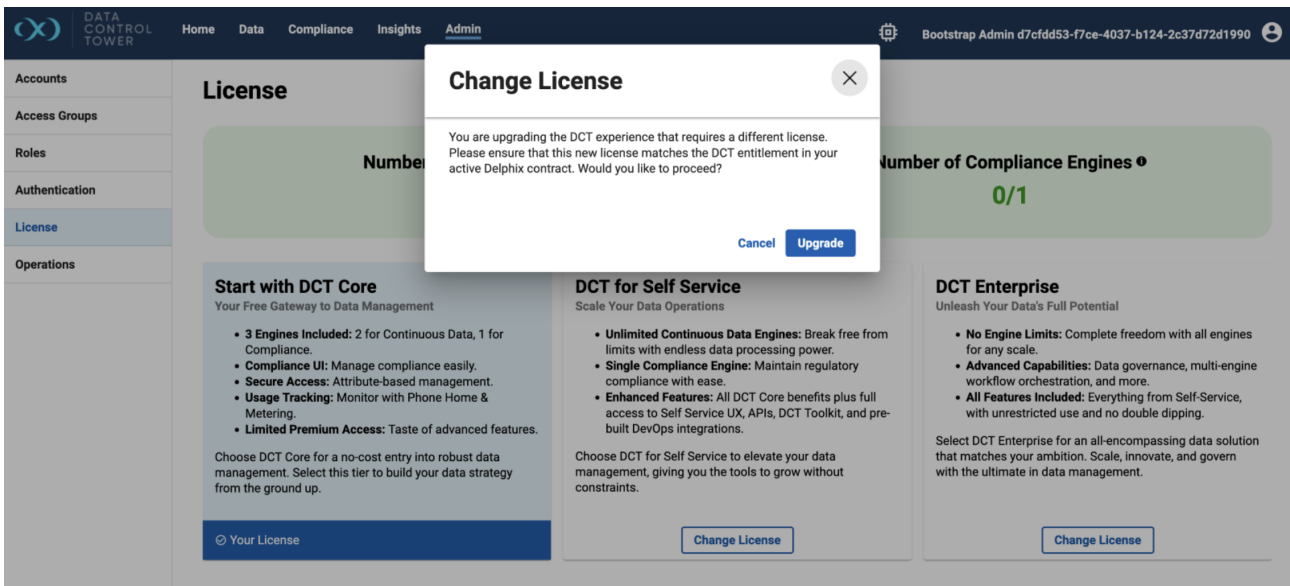 DATA
CONTROL
TOWER
Home Data Compliance Insights Admin
Bootstrap Admin d7cfdd53-f7ce-4037-b124-2c37d72d1990
Accounts
Access Groups
Roles
Authentication
License
Operations
License
Number
Number of Compliance Engines
0/1
Change License
You are upgrading the DCT experience that requires a different license.
Please ensure that this new license matches the DCT entitlement in your
active Delphix contract. Would you like to proceed?
Cancel Upgrade
Start with DCT Core
Your Free Gateway to Data Management
• 3 Engines Included: 2 for Continuous Data, 1 for
Compliance.
• Compliance UI: Manage compliance easily.
• Secure Access: Attribute-based management.
• Usage Tracking: Monitor with Phone Home &
Metering.
• Limited Premium Access: Taste of advanced features.
Choose DCT Core for a no-cost entry into robust data
management. Select this tier to build your data strategy
from the ground up.
Your License
DCT for Self Service
Scale Your Data Operations
• Unlimited Continuous Data Engines: Break free from
limits with endless data processing power.
• Single Compliance Engine: Maintain regulatory
compliance with ease.
• Enhanced Features: All DCT Core benefits plus full
access to Self Service UX, APIs, DCT Toolkit, and pre-
built DevOps integrations.
Choose DCT for Self Service to elevate your data
management, giving you the tools to grow without
constraints.
Change License
DCT Enterprise
Unleash Your Data's Full Potential
• No Engine Limits: Complete freedom with all engines
for any scale.
• Advanced Capabilities: Data governance, multi-engine
workflow orchestration, and more.
• All Features Included: Everything from Self-Service,
with unrestricted use and no double dipping.
Select DCT Enterprise for an all-encompassing data solution
that matches your ambition. Scale, innovate, and govern
with the ultimate in data management.
Change License